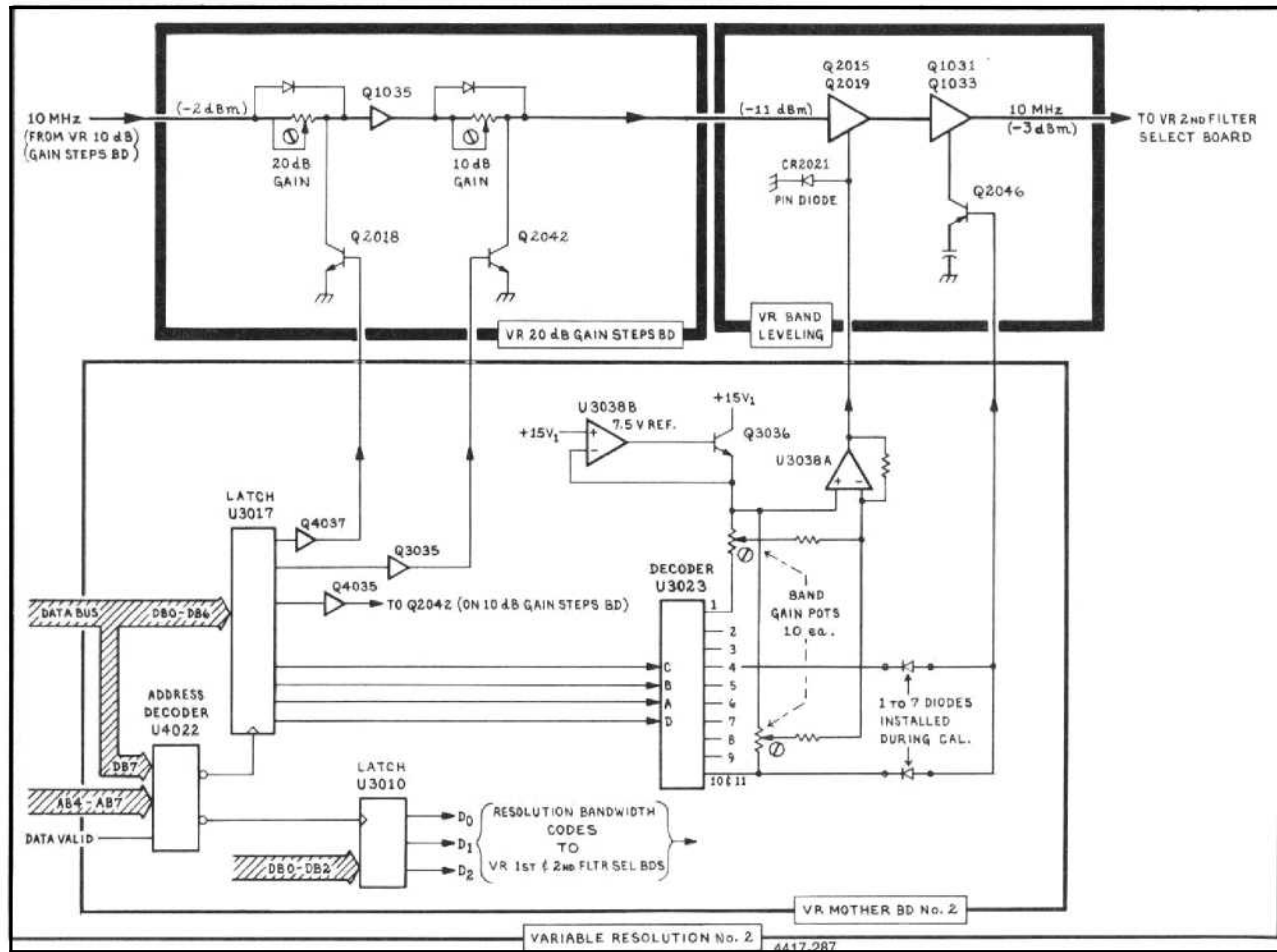 Q2015
Q2019
Q1031
Q1033
10 MHz
(FROM VR 10 dB)
(GAIN STEPS BD)
(-2 dBm)
Q1035
20 dB
GAIN
10 dB
GAIN
Q2018
Q2042
VR 20 dB GAIN STEPS BD
(-11 dBm)
10 MHz
(-3 dBm)
TO VR 2ND FILTER
SELECT BOARD
CR2021
PIN DIODE
Q2046
VR BAND
LEVELING
U3038B
+15V1
7.5 V REF.
+15V1
Q3036
U3038A
+
-
+ -
LATCH
U3017
Q4037
Q3035
Q4035
TO Q2042 (ON 10 dB GAIN STEPS BD)
DATA BUS
DB0-DB6
DECODER
U3023
C
B
A
D
1
2
3
4
5
6
7
8
9
10 & 11
BAND
GAIN POTS
10 ea.
1 TO 7 DIODES
INSTALLED
DURING CAL.
ADDRESS
DECODER
U4022
DB7
AB4-AB7
DATA VALID
LATCH
U3010
DB0-DB2
D0
D1
D2
RESOLUTION BANDWIDTH
CODES
TO
VR 1ST & 2ND FLTR SEL BDS
VR MOTHER BD No. 2
VARIABLE RESOLUTION No. 2
4417-287